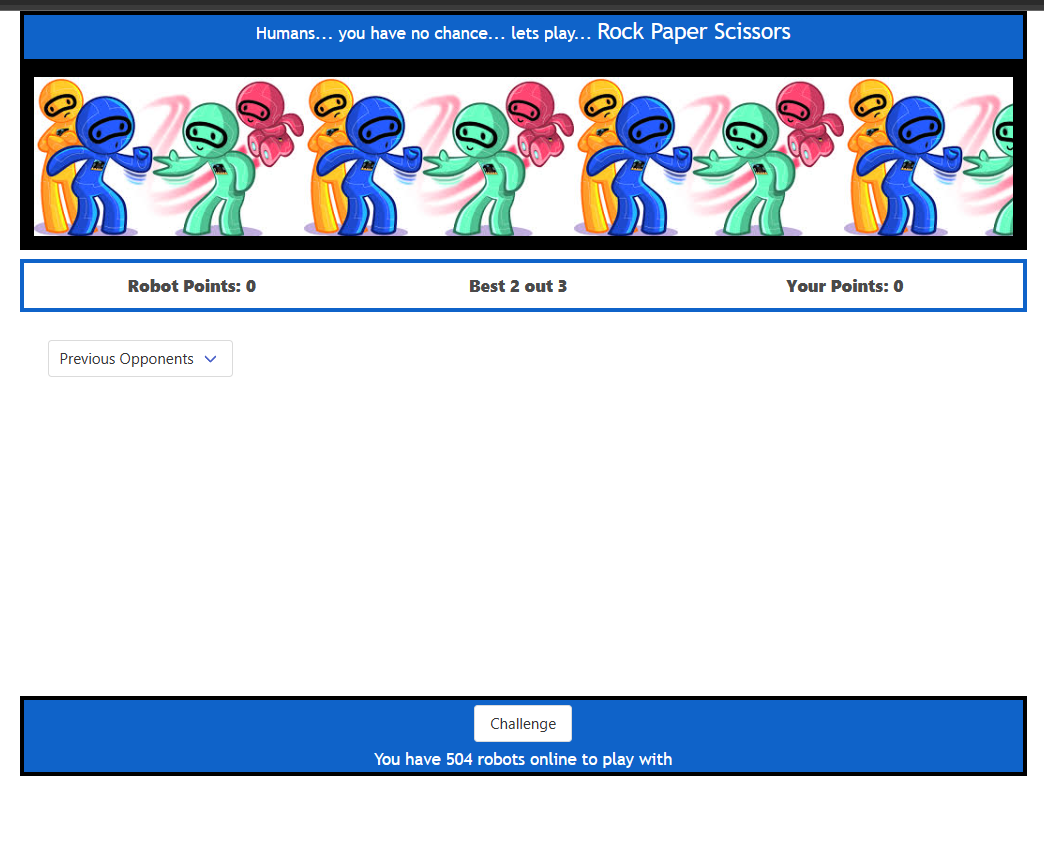 Humans... you have no chance... lets play... Rock Paper Scissors
Robot Points: 0
Best 2 out 3
Your Points: 0
Previous Opponents
Challenge
You have 504 robots online to play with